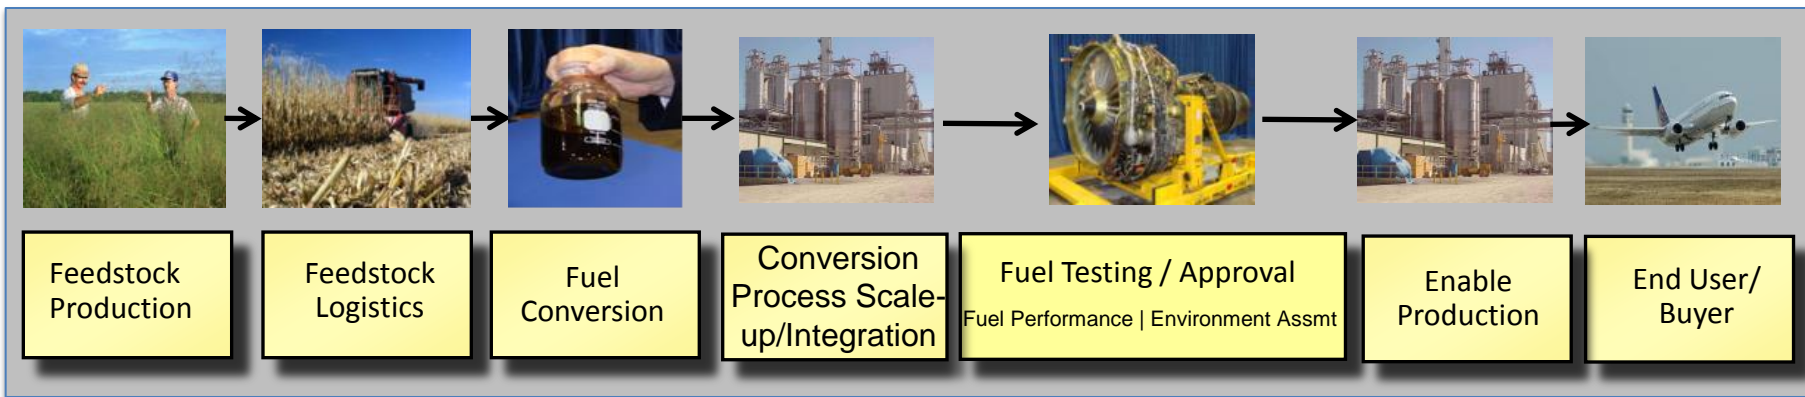 Feedstock
Production
Feedstock
Logistics
Fuel
Conversion
Conversion
Process Scale-
up/Integration
Fuel Testing / Approval
Fuel Performance | Environment Assmt
Enable
Production
End User/
Buyer